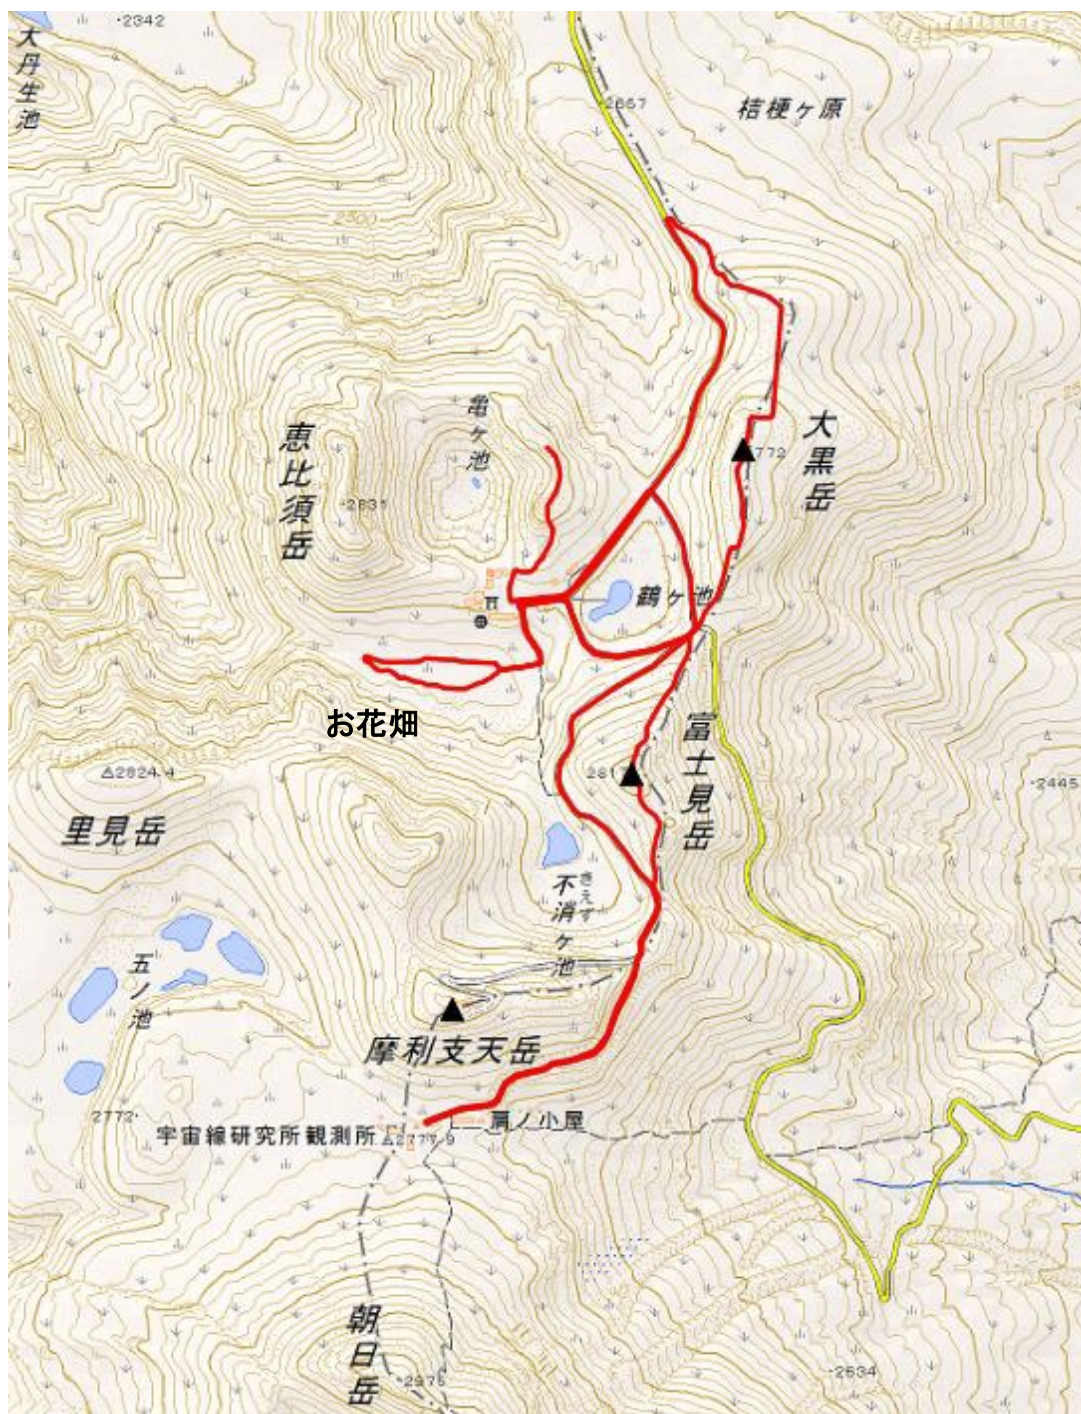 2342
大丹生池
2657
桔梗ヶ原
2500
亀ヶ池
恵比須岳
2831
大黒岳
2772
鶴ヶ池
お花畑
富士見岳
△2824.4
里見岳
2445
不消ヶ池
きえず
五ノ池
摩利支天岳
2772
肩ノ小屋
宇宙線研究所観測所
△2777.9
朝日岳
2975
2634